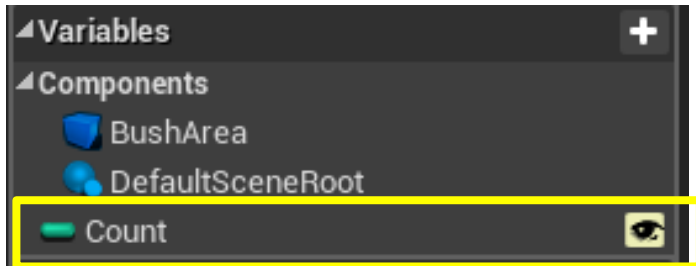 Variables
Components
BushArea
DefaultSceneRoot
Count